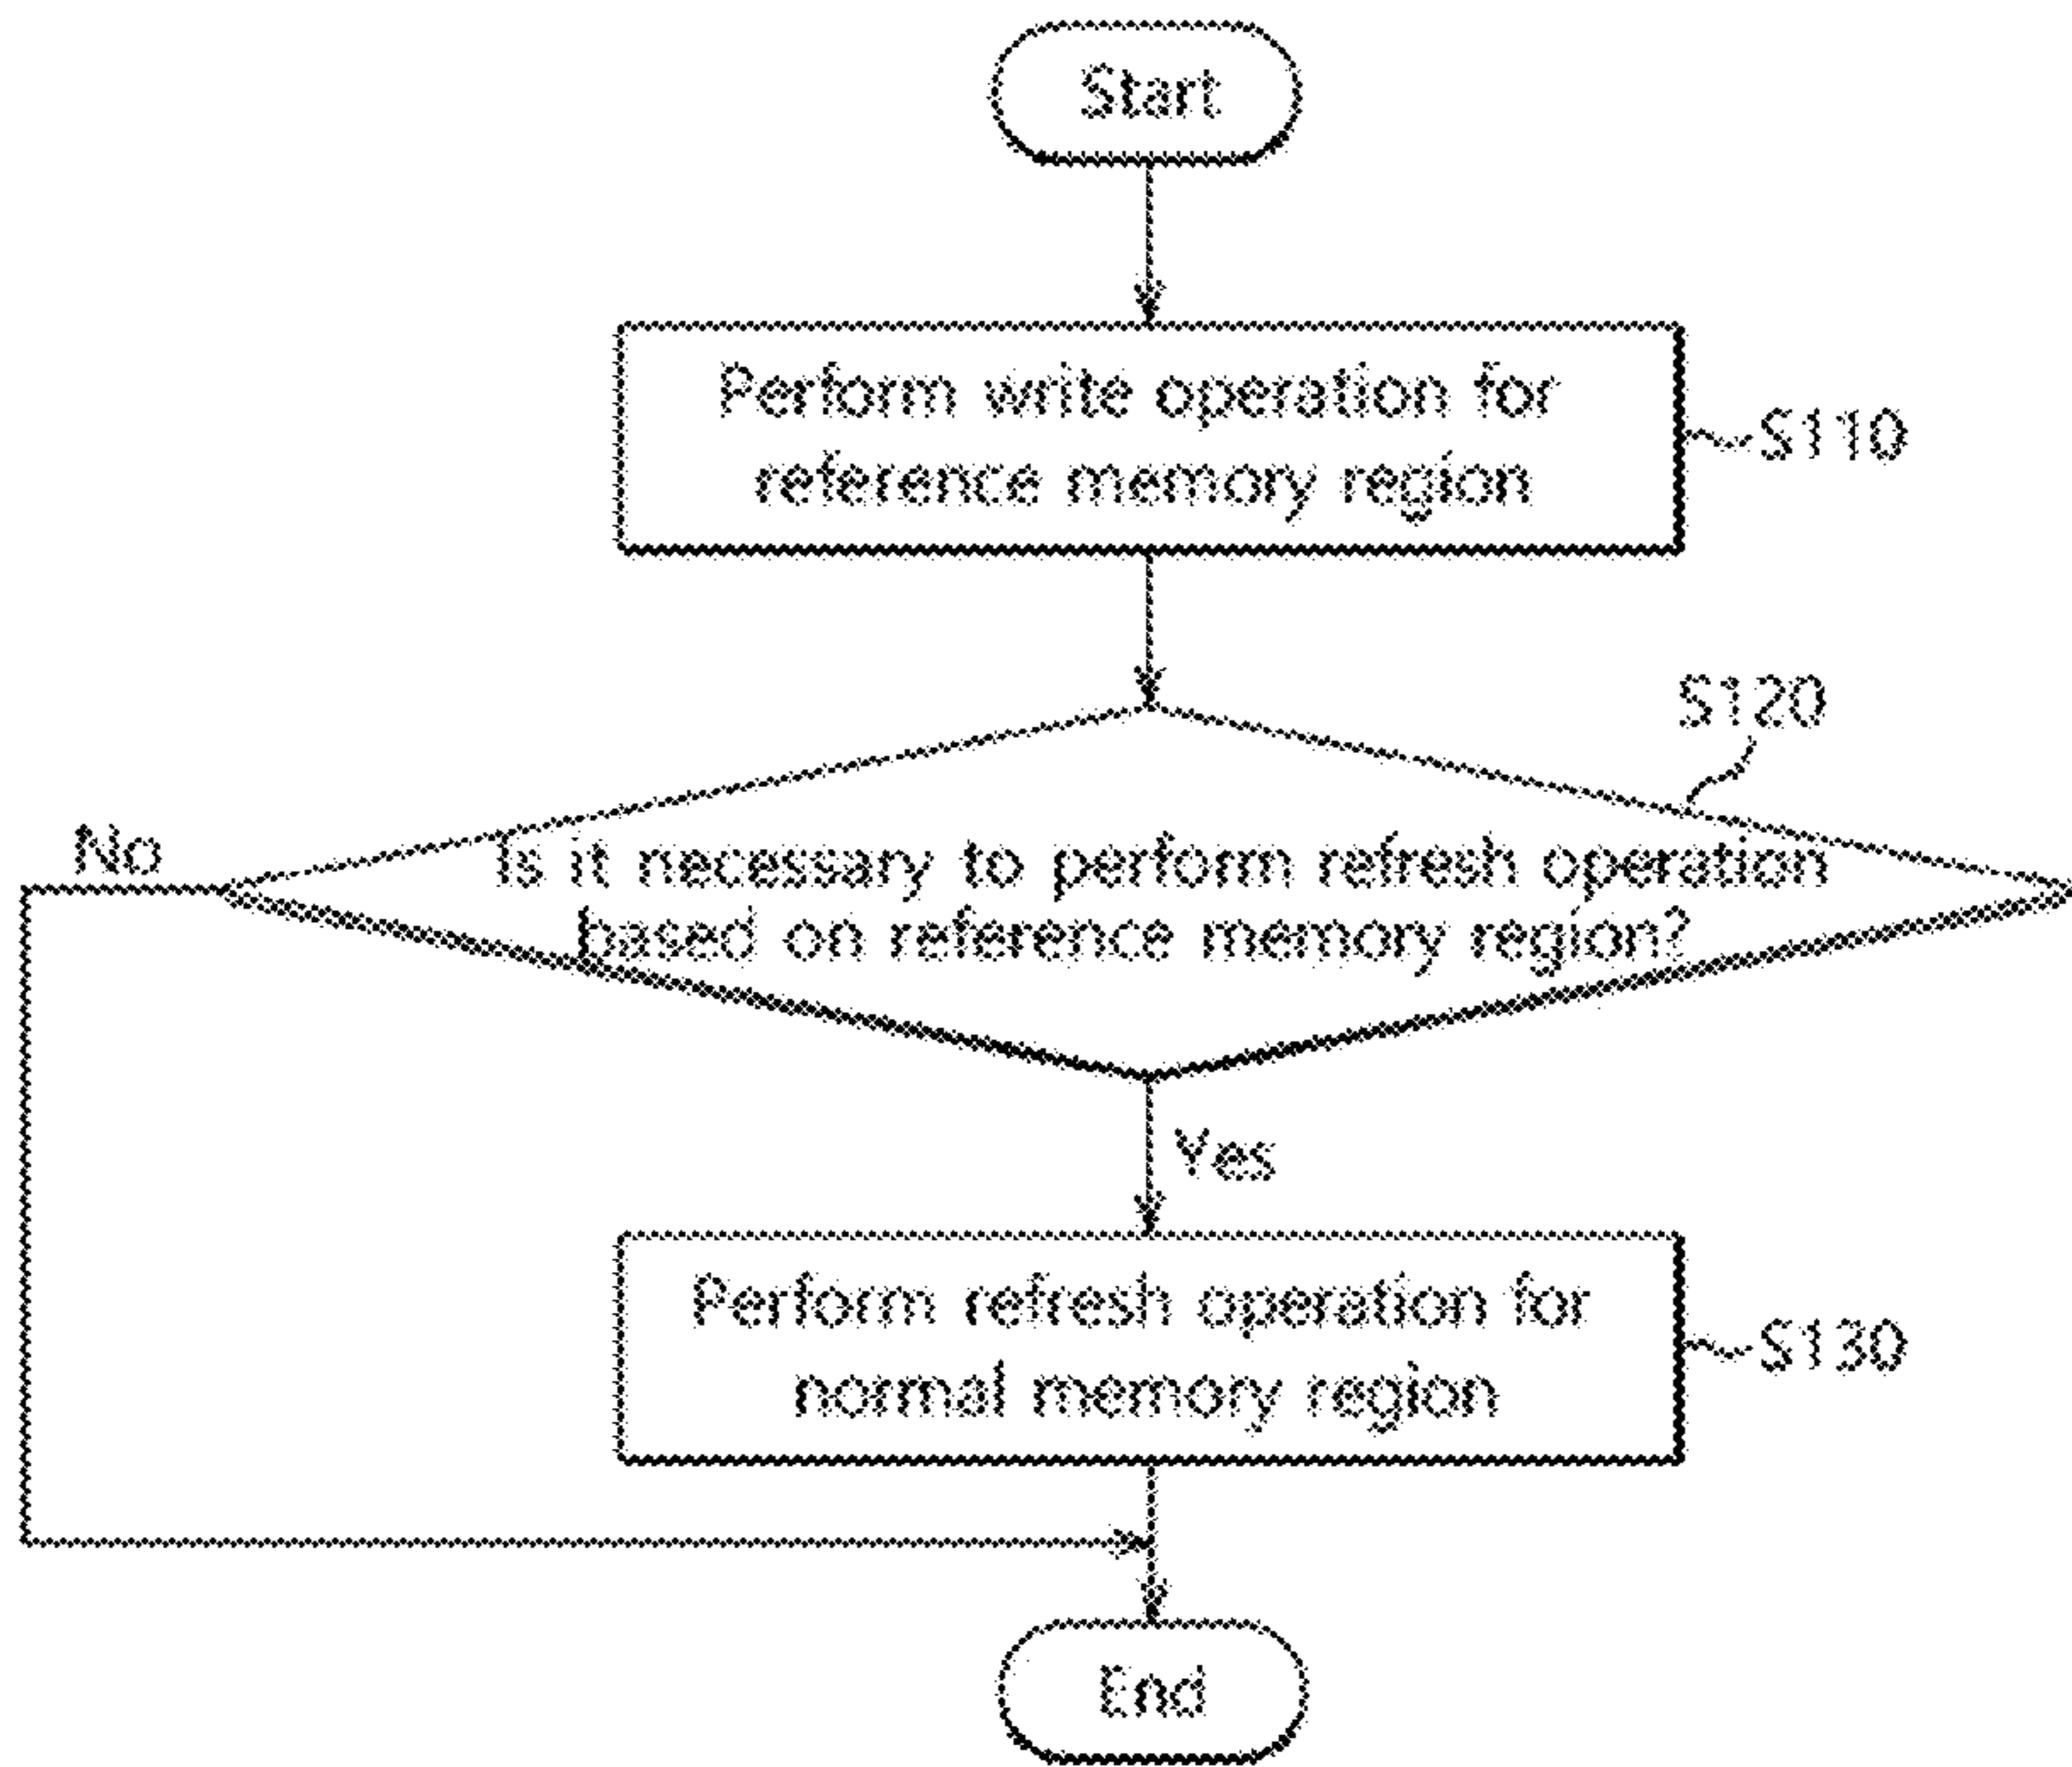 Start
Perform write operation for
reference memory region
S110
S120
No
Is it necessary to perform refresh operation
based on reference memory region?
Yes
Perform refresh operation for
normal memory region
S130
End